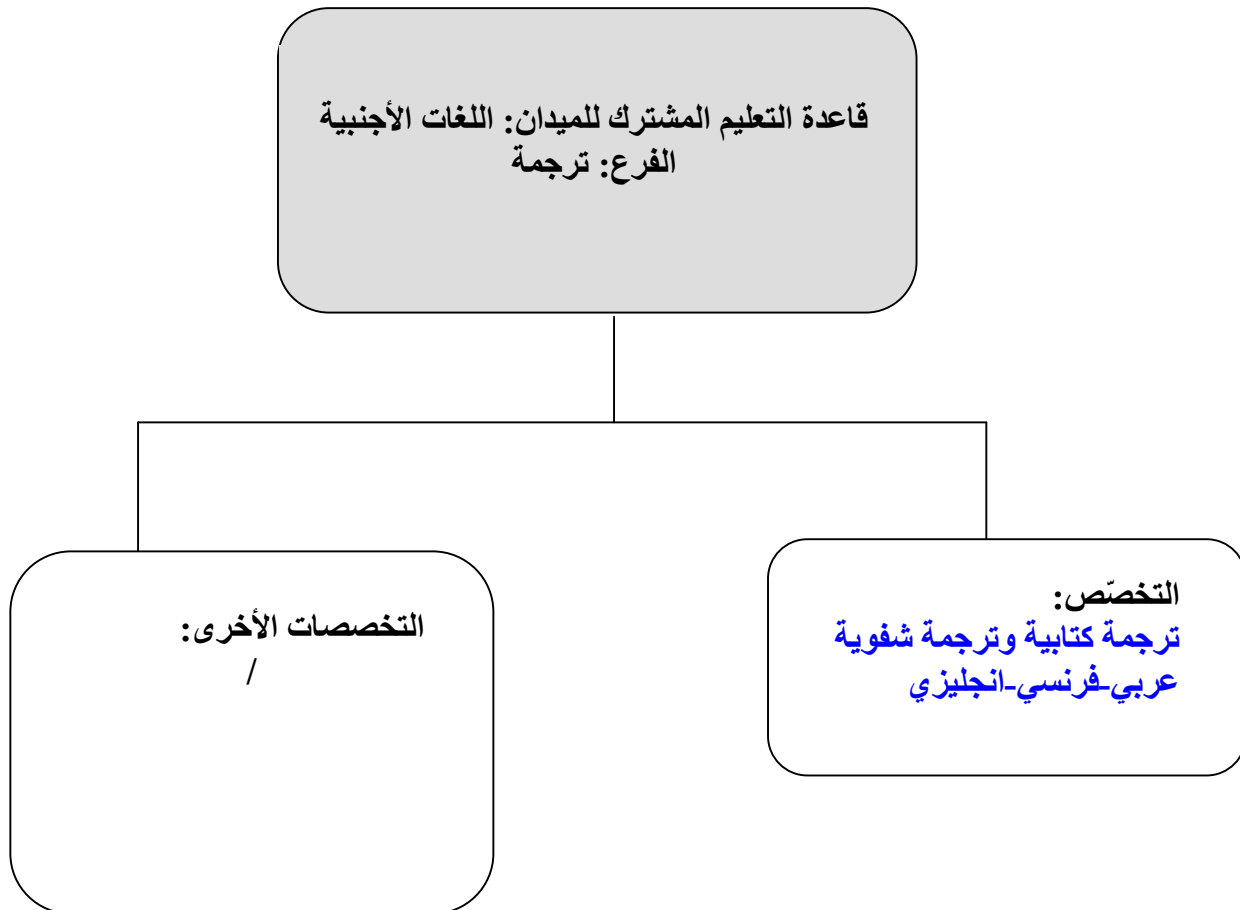 قاعدة التعليم المشترك للميدان: اللغات الأجنبية
الفرع: ترجمة
التخصّص:
ترجمة كتابية وترجمة شفوية
عربي-فرنسي-انجليزي
التخصصات الأخرى:
/